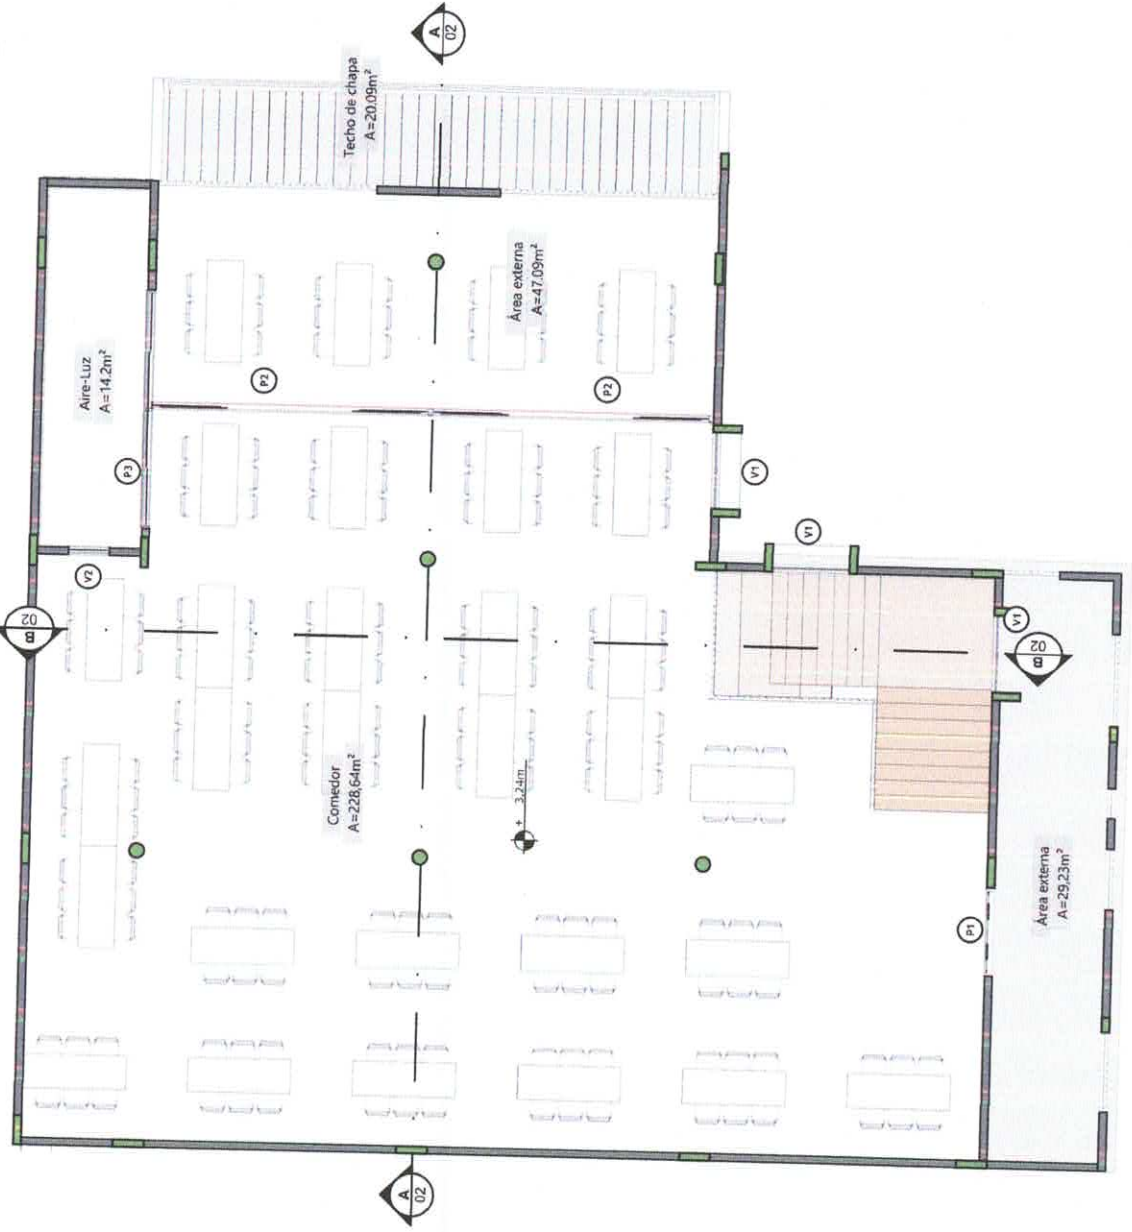 A
02
Techo de chapa
A=20.09m²
Aire-Luz
A=14.2m²
Área externa
A=47.09m²
P2
P2
P3
V1
V1
V2
V1
B
02
B
02
Comedor
A=228,64m²
+ 3,24m
P1
Área externa
A=29,23m²
A
02